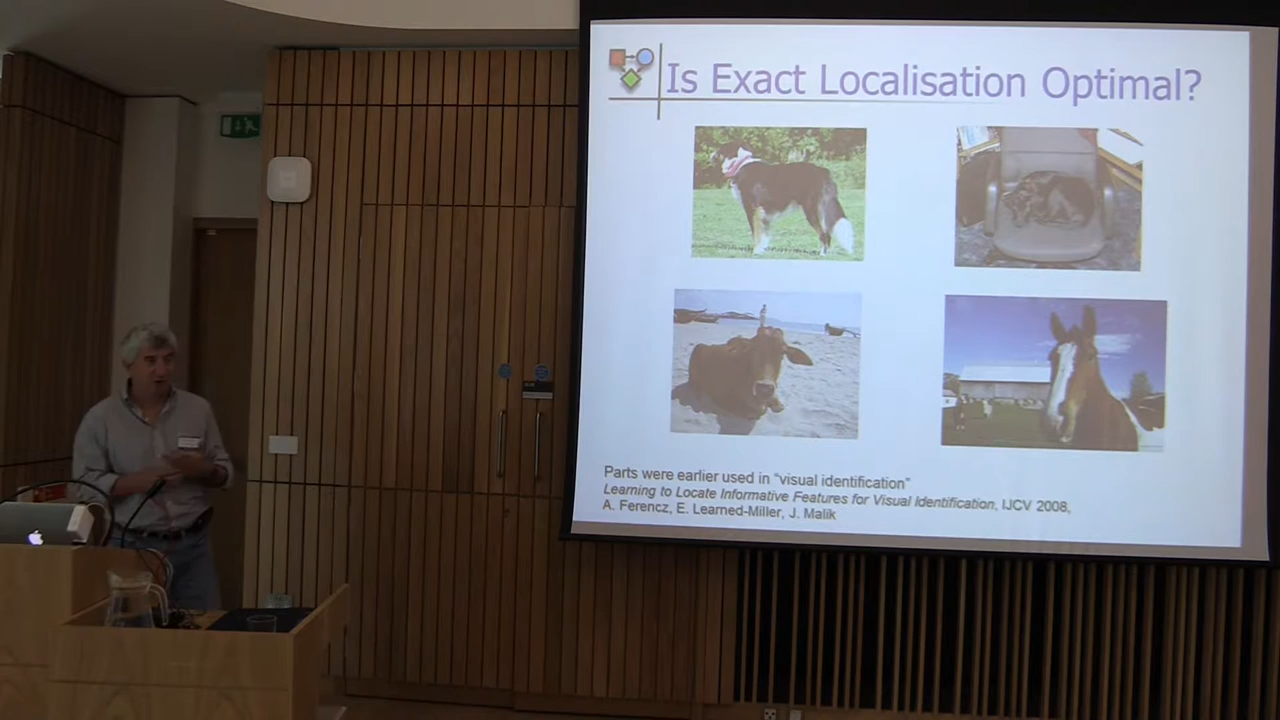 Is Exact Localisation Optimal?
Parts were earlier used in “visual identification”
Learning to Locate Informative Features for Visual Identification, IJCV 2008,
A. Ferencz, E. Learned-Miller, J. Malik